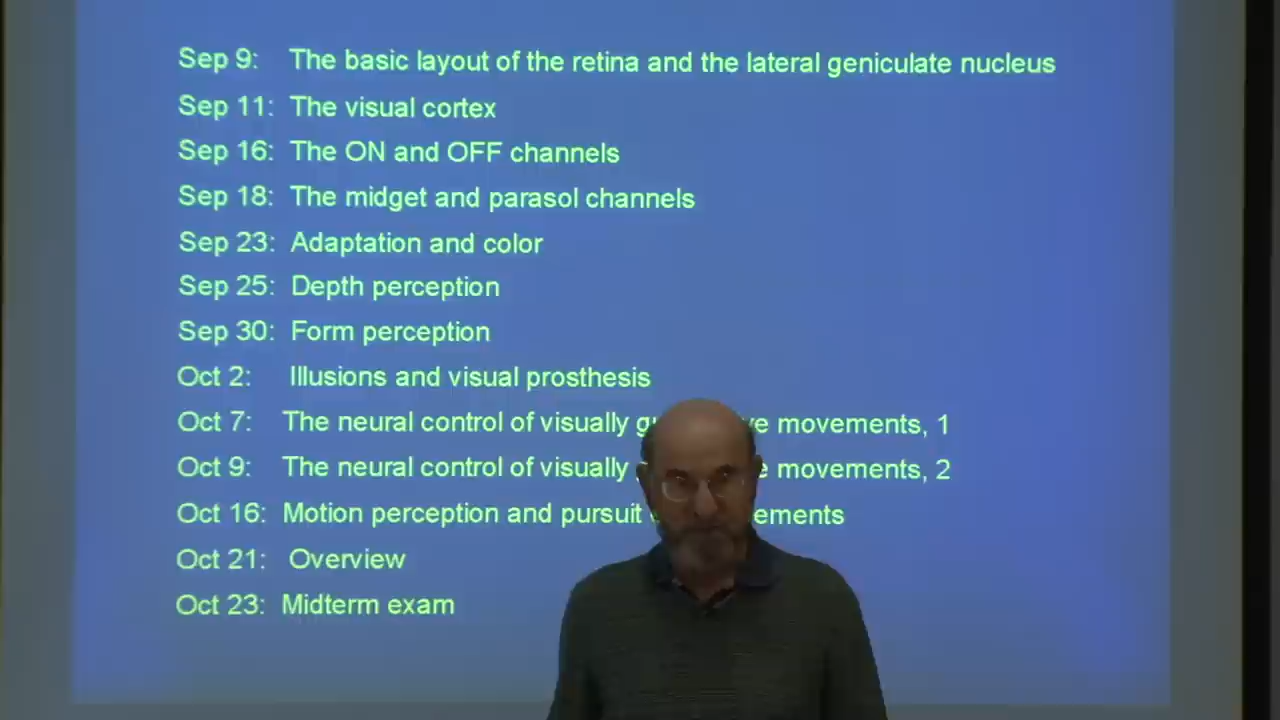 Sep 9: The basic layout of the retina and the lateral geniculate nucleus
Sep 11: The visual cortex
Sep 16: The ON and OFF channels
Sep 18: The midget and parasol channels
Sep 23: Adaptation and color
Sep 25: Depth perception
Sep 30: Form perception
Oct 2: Illusions and visual prosthesis
Oct 7: The neural control of visually movements, 1
Oct 9: The neural control of visually movements, 2
Oct 16: Motion perception and pursuit
Oct 21: Overview
Oct 23: Midterm exam